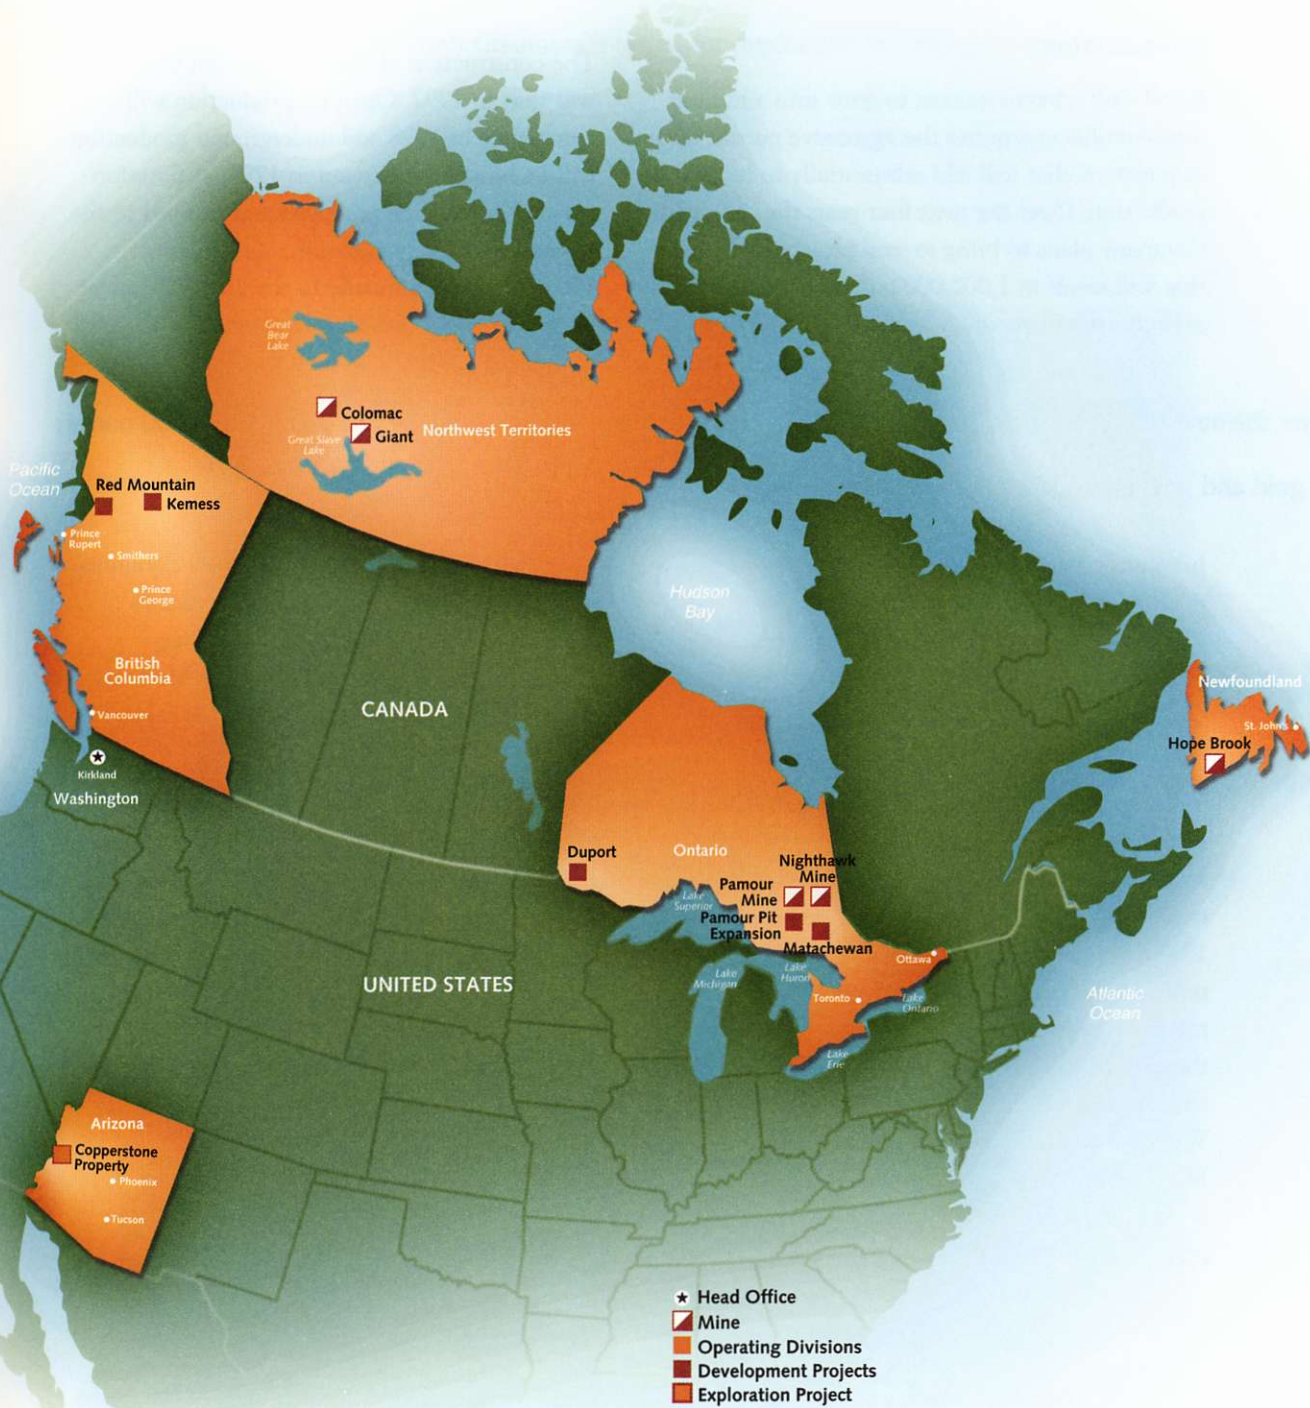 Great
Bear
Lake
Colomac
Great Slave
Lake
Giant
Northwest Territories
Pacific
Ocean
Red Mountain
Kemess
Prince
Rupert
Smithers
Prince
George
Hudson
Bay
British
Columbia
Vancouver
CANADA
Newfoundland
St. John's
Hope Brook
Kirkland
Washington
Duport
Ontario
Nighthawk
Mine
Pamour
Mine
Lake
Superior
Pamour Pit
Expansion
Matachewan
Ottawa
Lake
Michigan
Lake
Huron
Toronto
Lake
Ontario
Lake
Erie
UNITED STATES
Atlantic
Ocean
Arizona
Copperstone
Property
Phoenix
Tucson
Head Office
Mine
Operating Divisions
Development Projects
Exploration Project